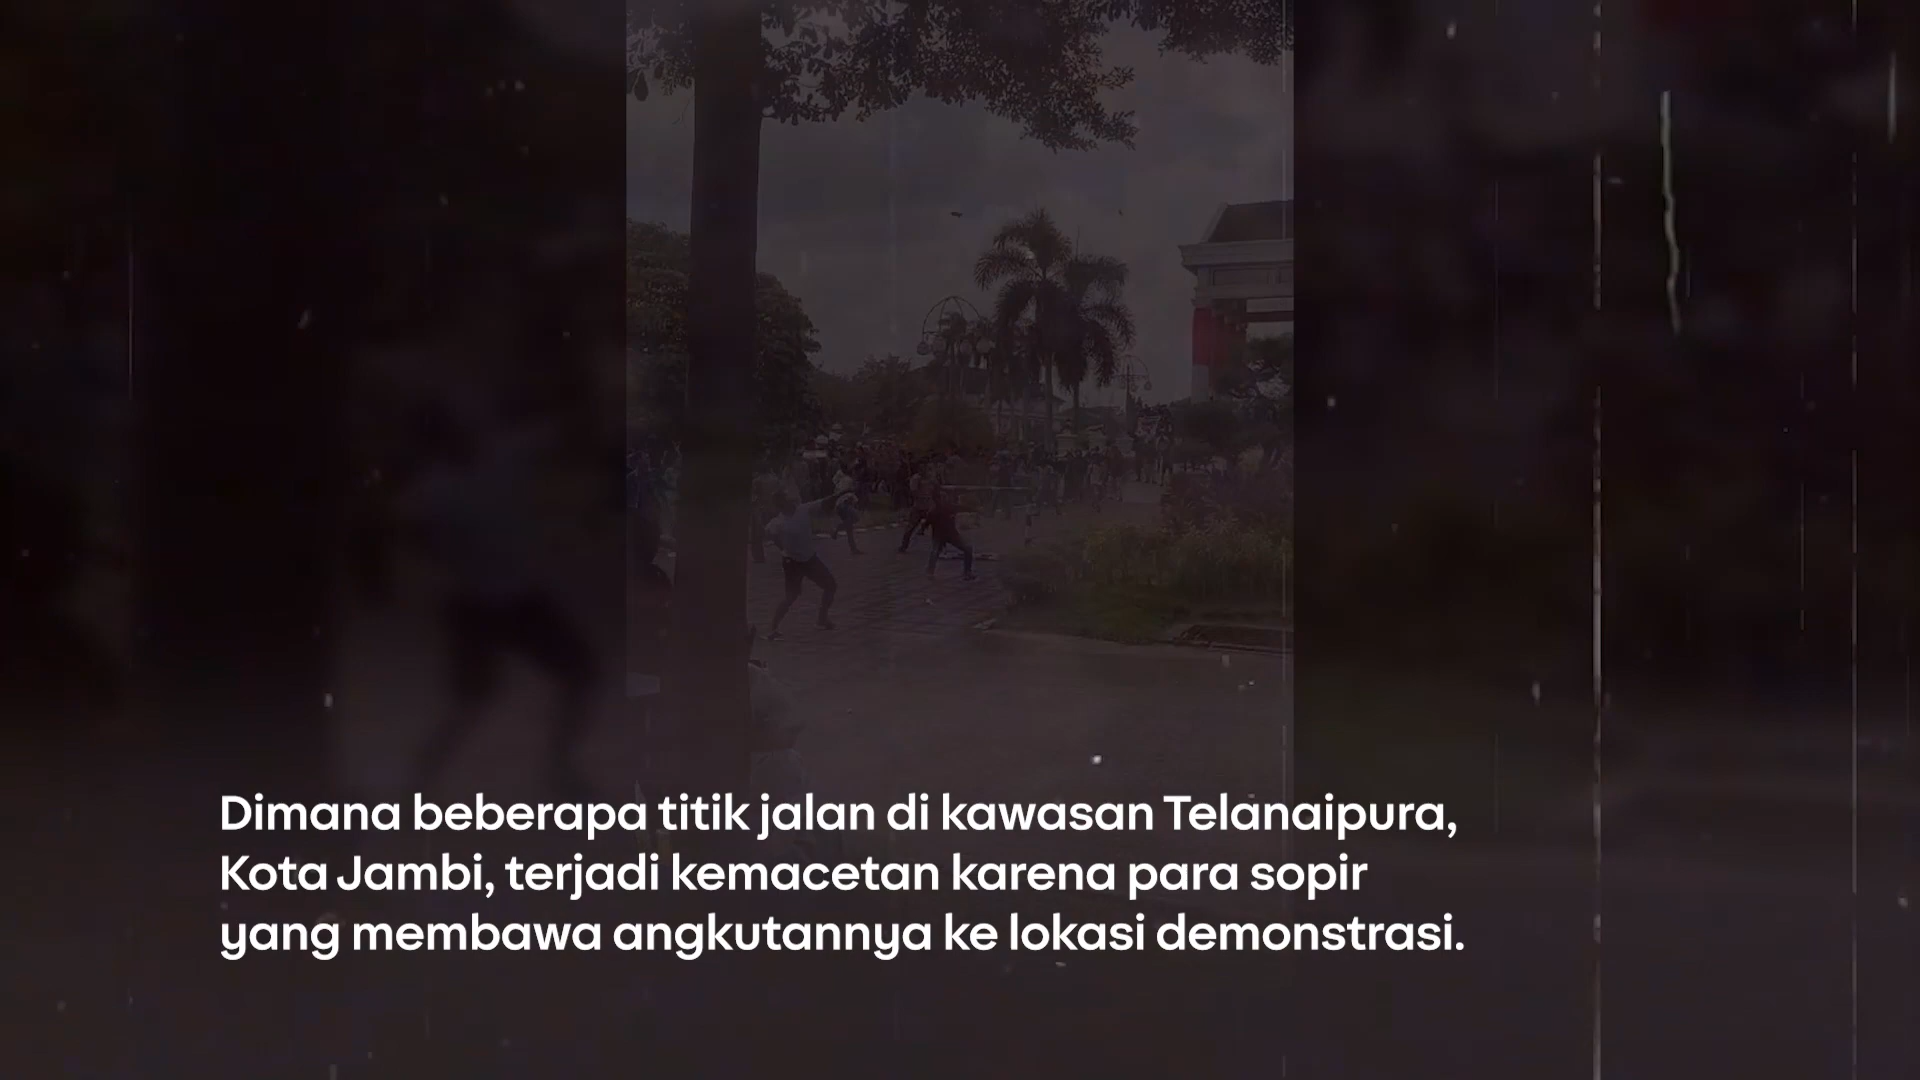 Dimana beberapa titik jalan di kawasan Telanaipura,
Kota Jambi, terjadi kemacetan karena para sopir
yang membawa angkutannya ke lokasi demonstrasi.